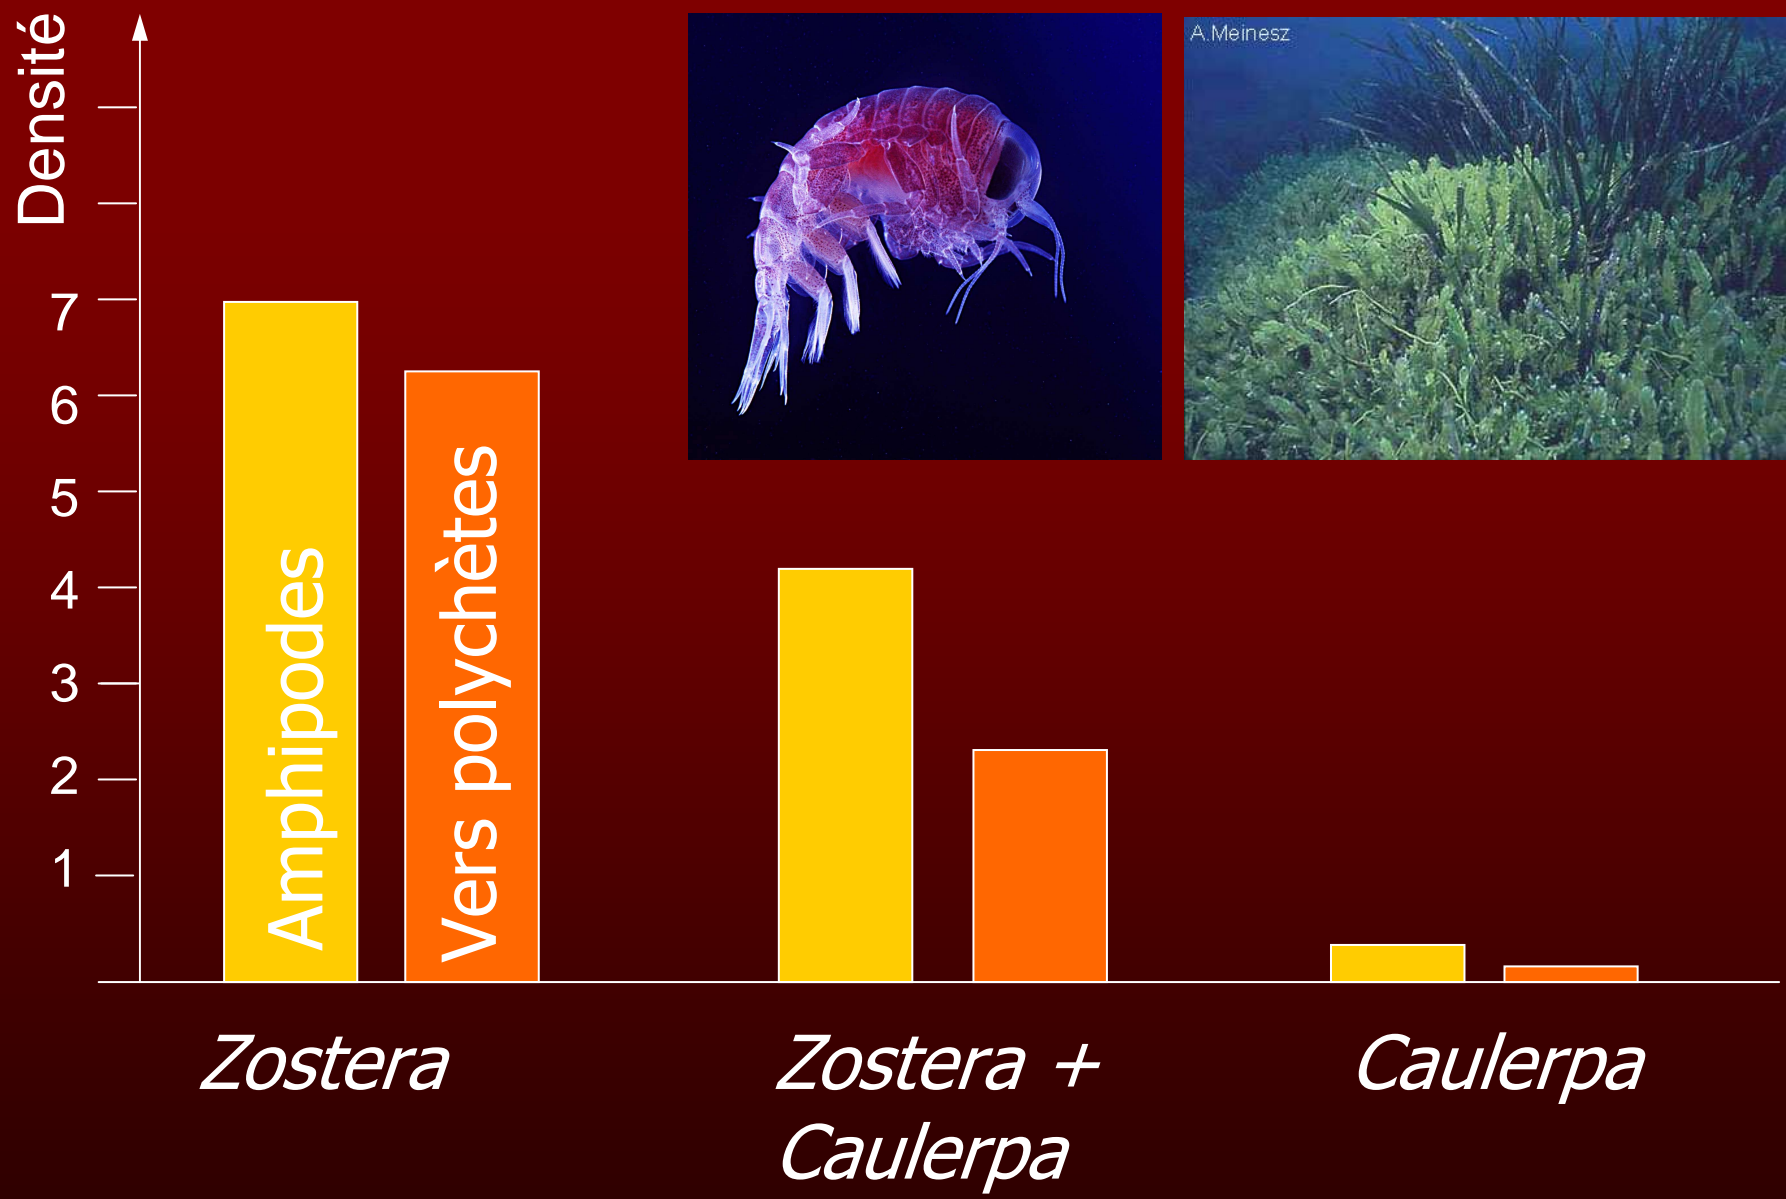 Densité
A.Meinesz
7
6
5
4
3
2
1
Amphipodes
Vers polychètes
Zostera
Zostera +
Caulerpa
Caulerpa